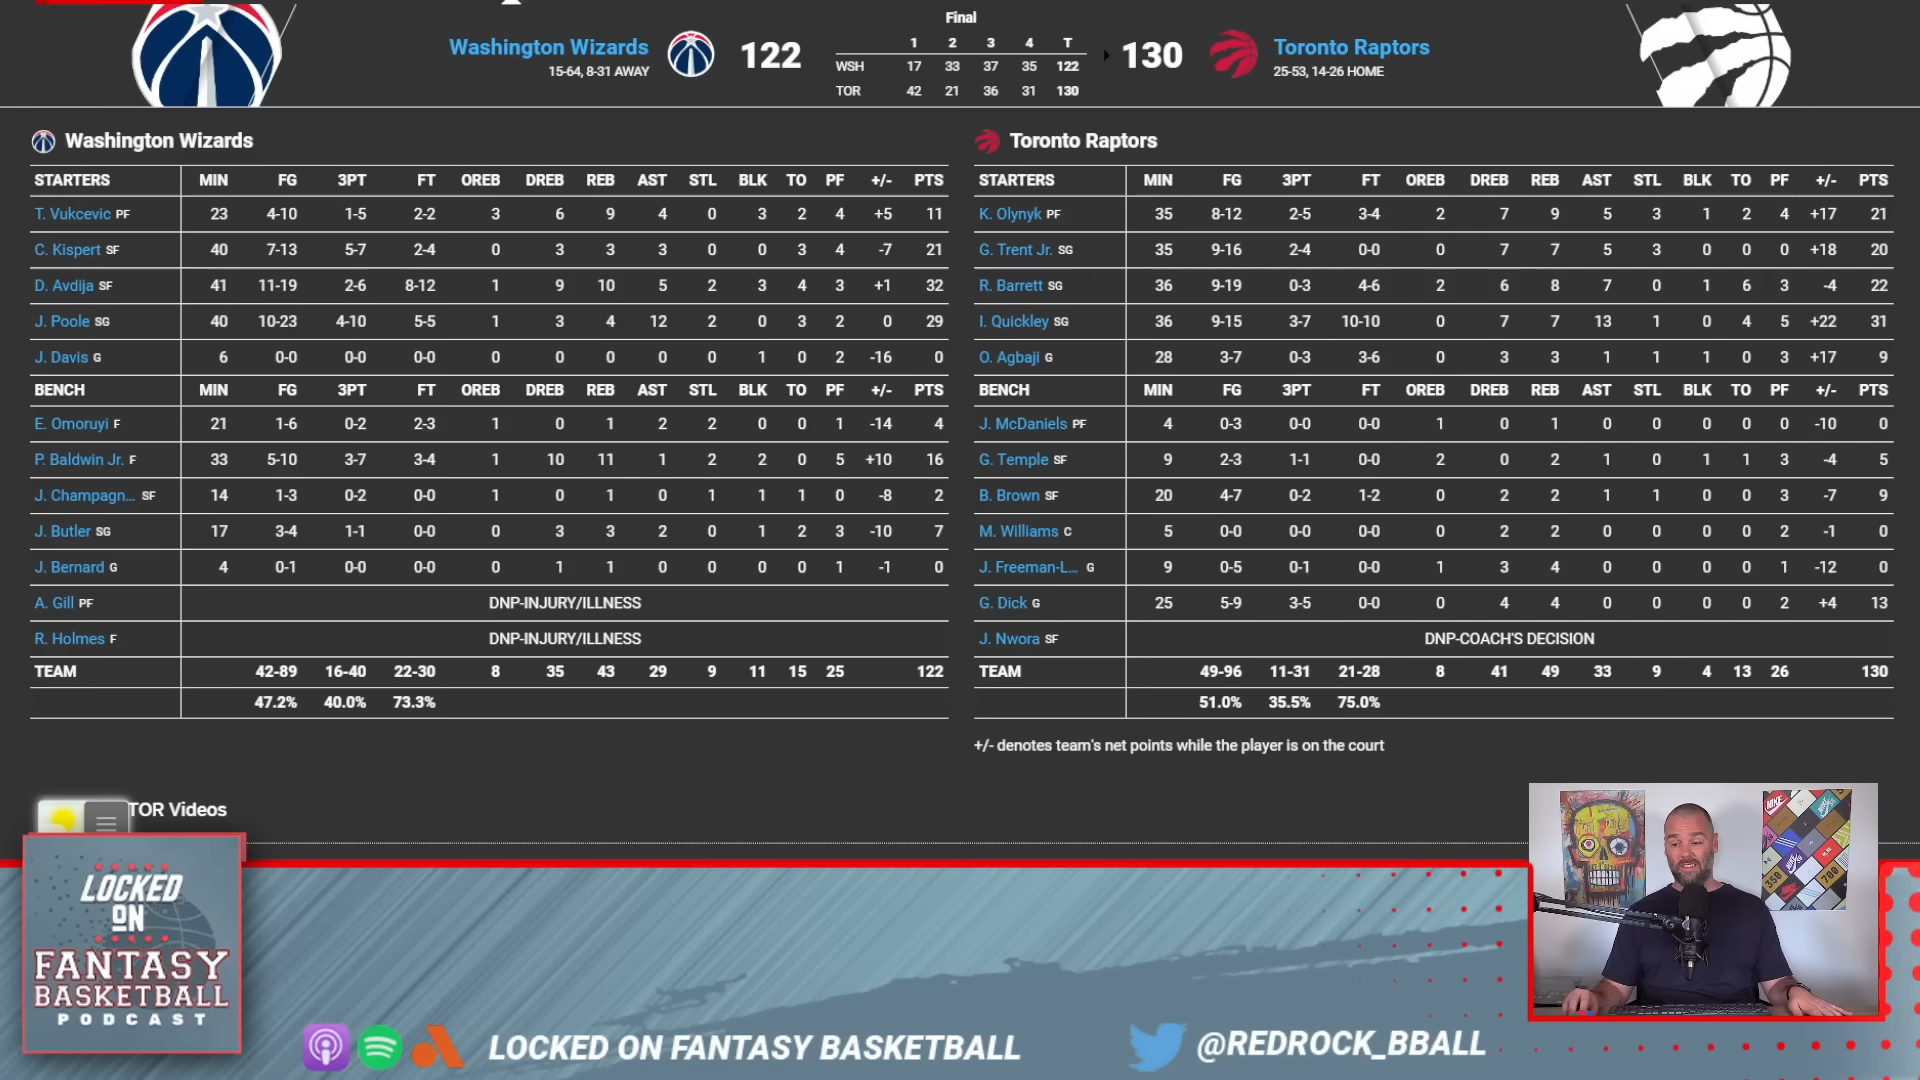 Final
Washington Wizards
15-64, 8-31 AWAY
122
1 2 3 4 T
WSH 17 33 37 35 122
TOR 42 21 36 31 130
130
Toronto Raptors
25-53, 14-26 HOME
Washington Wizards
STARTERS MIN FG 3PT FT OREB DREB REB AST STL BLK TO PF +/- PTS
T. Vukcevic PF 23 4-10 1-5 2-2 3 6 9 4 0 3 2 4 +5 11
C. Kispert SF 40 7-13 5-7 2-4 0 3 3 3 0 0 3 4 -7 21
D. Avdija SF 41 11-19 2-6 8-12 1 9 10 5 2 3 4 3 +1 32
J. Poole SG 40 10-23 4-10 5-5 1 3 4 12 2 0 3 2 0 29
J. Davis G 6 0-0 0-0 0-0 0 0 0 0 0 1 0 2 -16 0
BENCH MIN FG 3PT FT OREB DREB REB AST STL BLK TO PF +/- PTS
E. Omoruyi F 21 1-6 0-2 2-3 1 0 1 2 2 0 0 1 -14 4
P. Baldwin Jr. F 33 5-10 3-7 3-4 1 10 11 1 2 2 0 5 +10 16
J. Champagn... SF 14 1-3 0-2 0-0 1 0 1 0 1 1 1 0 -8 2
J. Butler SG 17 3-4 1-1 0-0 0 3 3 2 0 1 2 3 -10 7
J. Bernard G 4 0-1 0-0 0-0 0 1 1 0 0 0 0 1 -1 0
A. Gill PF DNP-INJURY/ILLNESS
R. Holmes F DNP-INJURY/ILLNESS
TEAM 42-89 16-40 22-30 8 35 43 29 9 11 15 25 122
47.2% 40.0% 73.3%
Toronto Raptors
STARTERS MIN FG 3PT FT OREB DREB REB AST STL BLK TO PF +/- PTS
K. Olynyk PF 35 8-12 2-5 3-4 2 7 9 5 3 1 2 4 +17 21
G. Trent Jr. SG 35 9-16 2-4 0-0 0 7 7 5 3 0 0 0 +18 20
R. Barrett SG 36 9-19 0-3 4-6 2 6 8 7 0 1 6 3 -4 22
I. Quickley SG 36 9-15 3-7 10-10 0 7 7 13 1 0 4 5 +22 31
O. Agbaji G 28 3-7 0-3 3-6 0 3 3 1 1 1 0 3 +17 9
BENCH MIN FG 3PT FT OREB DREB REB AST STL BLK TO PF +/- PTS
J. McDaniels PF 4 0-3 0-0 0-0 1 0 1 0 0 0 0 0 -10 0
G. Temple SF 9 2-3 1-1 0-0 2 0 2 1 0 1 1 3 -4 5
B. Brown SF 20 4-7 0-2 1-2 0 2 2 1 1 0 0 3 -7 9
M. Williams C 5 0-0 0-0 0-0 0 2 2 0 0 0 0 2 -1 0
J. Freeman-L... G 9 0-5 0-1 0-0 1 3 4 0 0 0 0 1 -12 0
G. Dick G 25 5-9 3-5 0-0 0 4 4 0 0 0 0 2 +4 13
J. Nwora SF DNP-COACH'S DECISION
TEAM 49-96 11-31 21-28 8 41 49 33 9 4 13 26 130
51.0% 35.5% 75.0%
+/- denotes team's net points while the player is on the court
TOR Videos
LOCKED
ON
FANTASY
BASKETBALL
PODCAST
LOCKED ON FANTASY BASKETBALL
@REDROCK_BBALL
NIKE
350
700